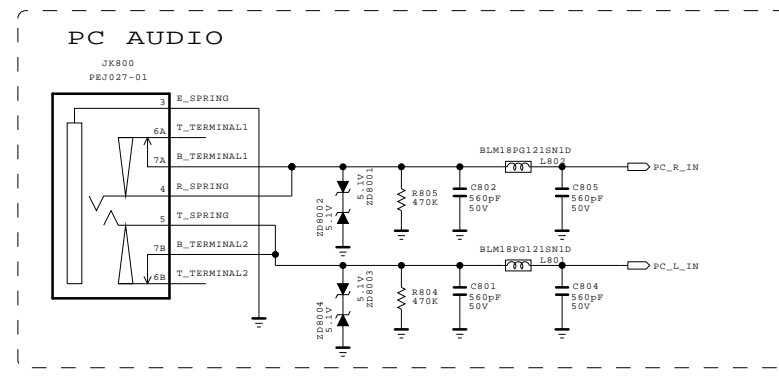 PC AUDIO
JK800
PEJ027-01
3 E_SPRING
6A T_TERMINAL1
7A B_TERMINAL1
4 R_SPRING
5 T_SPRING
7B B_TERMINAL2
6B T_TERMINAL2
5.1V
ZD8001
ZD8002
5.1V
R805
470K
C802
560pF
50V
BLM18PG121SN1D
L802
C805
560pF
50V
PC_R_IN
5.1V
ZD8003
ZD8004
5.1V
R804
470K
C801
560pF
50V
BLM18PG121SN1D
L801
C804
560pF
50V
PC_L_IN